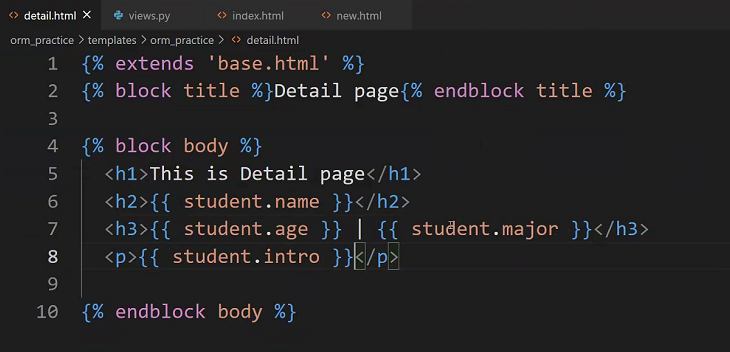 detail.html views.py index.html new.html
orm_practice > templates > orm_practice > detail.html
1 {% extends 'base.html' %}
2 {% block title %}Detail page{% endblock title %}
3
4 {% block body %}
5 <h1>This is Detail page</h1>
6 <h2>{{ student.name }}</h2>
7 <h3>{{ student.age }} | {{ student.major }}</h3>
8 <p>{{ student.intro }}</p>
9
10 {% endblock body %}